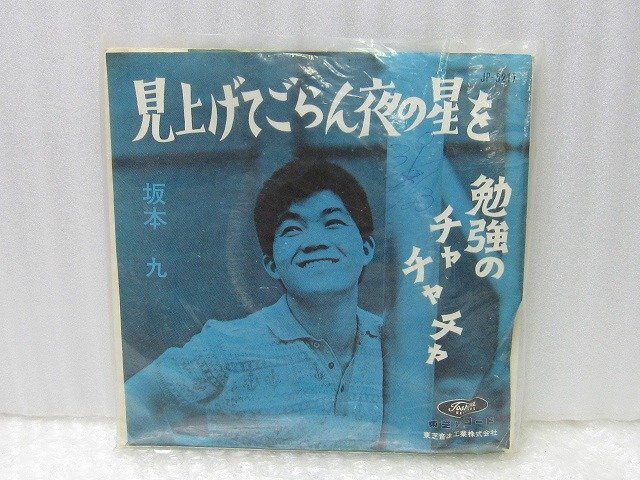 見上げてごらん夜の星を
勉強の
チャチャチャ
坂本 九
Toshiba
東芝レコード
東芝音楽工業株式会社